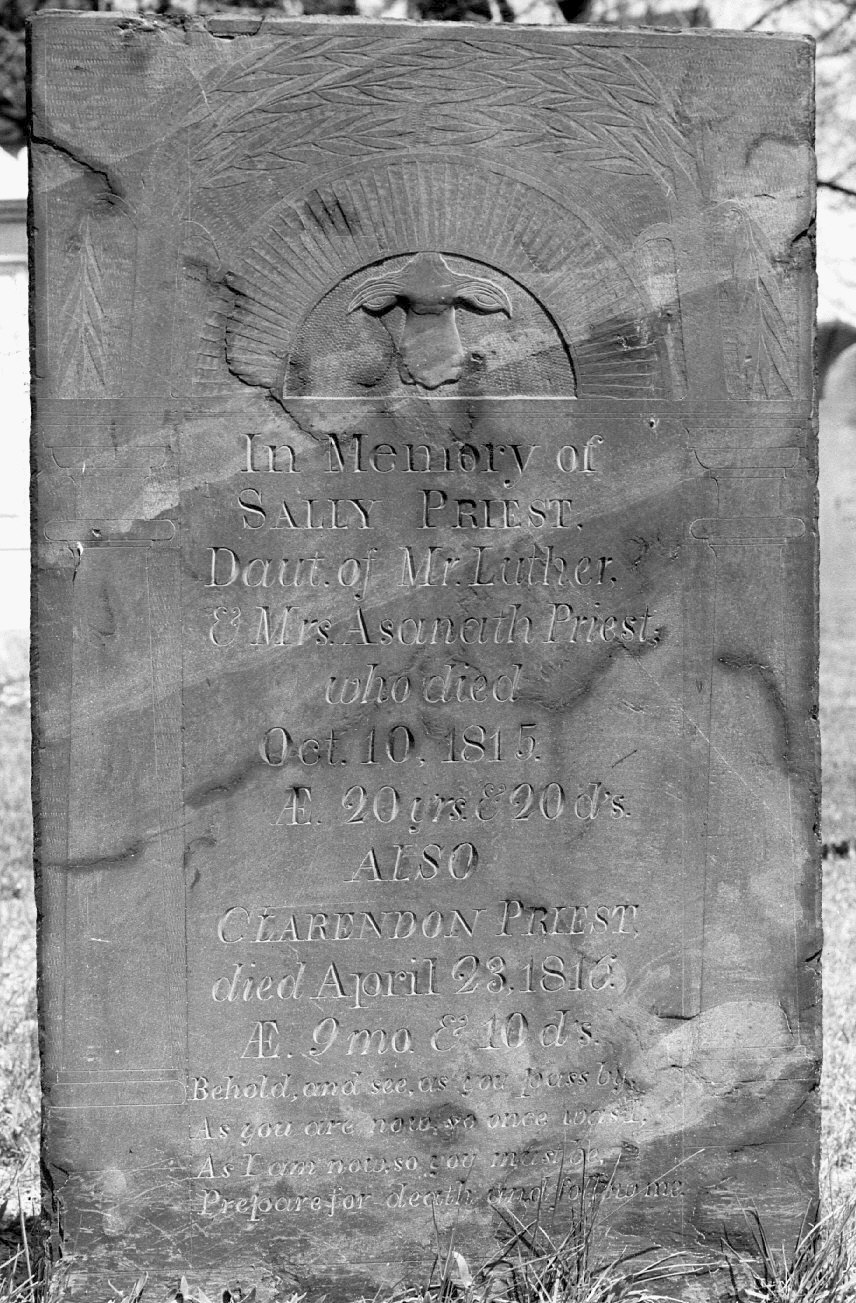 In Memory of
SALLY PRIEST,
Daut. of Mr. Luther,
& Mrs. Asanath Priest,
who died
Oct. 10, 1815.
Æ. 20 yrs. & 20 ds.
ALSO
CLARENDON PRIEST,
died April 23, 1816.
Æ. 9 mo. & 10 ds.
Behold, and see, as you pass by,
As you are now, so once was I,
As I am now, so you must be,
Prepare for death and follow me.